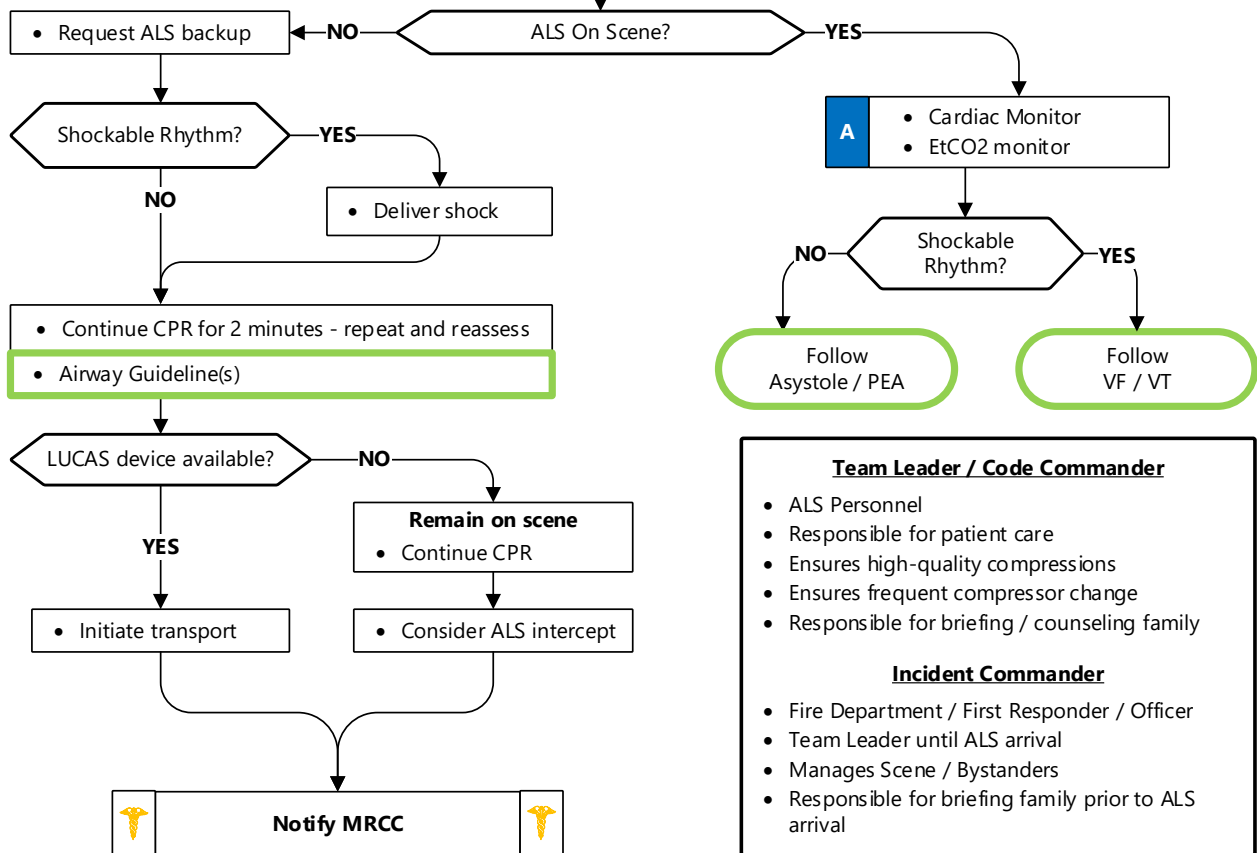 ALS On Scene?
NO
YES
• Request ALS backup
Shockable Rhythm?
YES
NO
• Deliver shock
• Continue CPR for 2 minutes - repeat and reassess
• Airway Guideline(s)
LUCAS device available?
NO
YES
Remain on scene
• Continue CPR
• Initiate transport
• Consider ALS intercept
Notify MRCC
A
• Cardiac Monitor
• EtCO2 monitor
Shockable
Rhythm?
NO
YES
Follow
Asystole / PEA
Follow
VF / VT
Team Leader / Code Commander
• ALS Personnel
• Responsible for patient care
• Ensures high-quality compressions
• Ensures frequent compressor change
• Responsible for briefing / counseling family
Incident Commander
• Fire Department / First Responder / Officer
• Team Leader until ALS arrival
• Manages Scene / Bystanders
• Responsible for briefing family prior to ALS
arrival